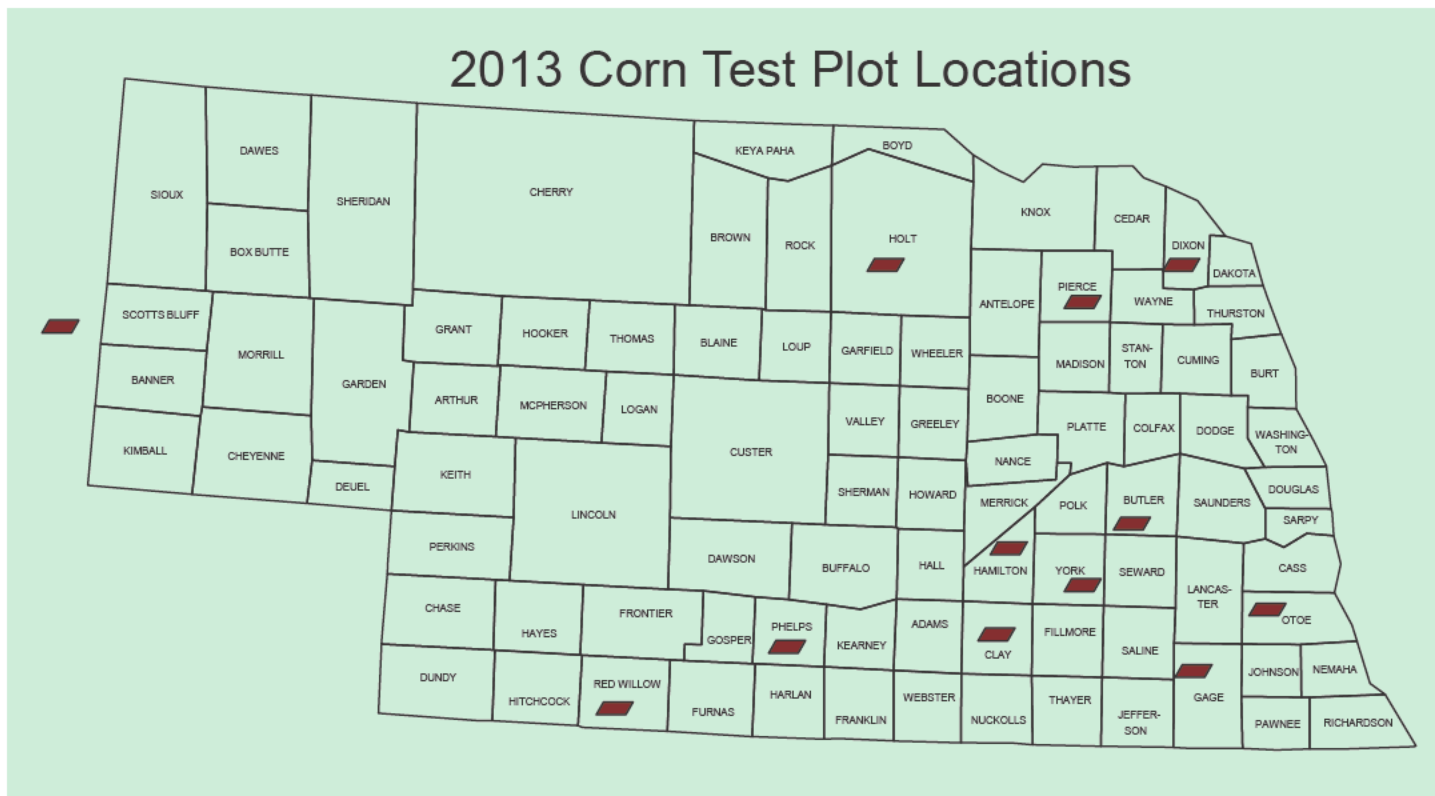 2013 Corn Test Plot Locations
KEYA PAHA
BOYD
DAWES
SIOUX
SHERIDAN
CHERRY
KNOX
CEDAR
BROWN
ROCK
HOLT
DIXON
BOX BUTTE
DAKOTA
PIERCE
ANTELOPE
WAYNE
SCOTTS BLUFF
THURSTON
GRANT
HOOKER
THOMAS
BLAINE
LOUP
GARFIELD
WHEELER
MORRILL
MADISON
STAN-
TON
CUMING
BURT
BANNER
GARDEN
ARTHUR
MCPHERSON
LOGAN
BOONE
VALLEY
GREELEY
PLATTE
COLFAX
DODGE
WASHING-
TON
KIMBALL
CHEYENNE
CUSTER
NANCE
KEITH
DEUEL
SHERMAN
HOWARD
MERRICK
POLK
BUTLER
SAUNDERS
DOUGLAS
LINCOLN
SARPY
PERKINS
DAWSON
BUFFALO
HALL
HAMILTON
YORK
SEWARD
CASS
LANCAS-
TER
CHASE
FRONTIER
HAYES
GOSPER
PHELPS
KEARNEY
ADAMS
CLAY
FILLMORE
OTOE
SALINE
DUNDY
RED WILLOW
HITCHCOCK
FURNAS
HARLAN
FRANKLIN
WEBSTER
NUCKOLLS
THAYER
JEFFER-
SON
GAGE
JOHNSON
NEMAHA
PAWNEE
RICHARDSON